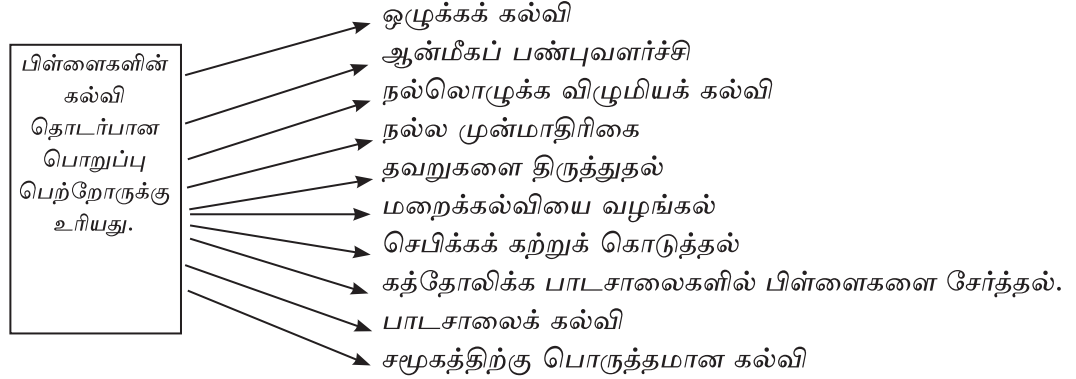 பிள்ளைகளின்
கல்வி
தொடர்பான
பொறுப்பு
பெற்றோருக்கு
உரியது.
ஒழுக்கக் கல்வி
ஆன்மீகப் பண்புவளர்ச்சி
நல்லொழுக்க விழுமியக் கல்வி
நல்ல முன்மாதிரிகை
தவறுகளை திருத்துதல்
மறைக்கல்வியை வழங்கல்
செபிக்கக் கற்றுக் கொடுத்தல்
கத்தோலிக்க பாடசாலைகளில் பிள்ளைகளை சேர்த்தல்.
பாடசாலைக் கல்வி
சமூகத்திற்கு பொருத்தமான கல்வி